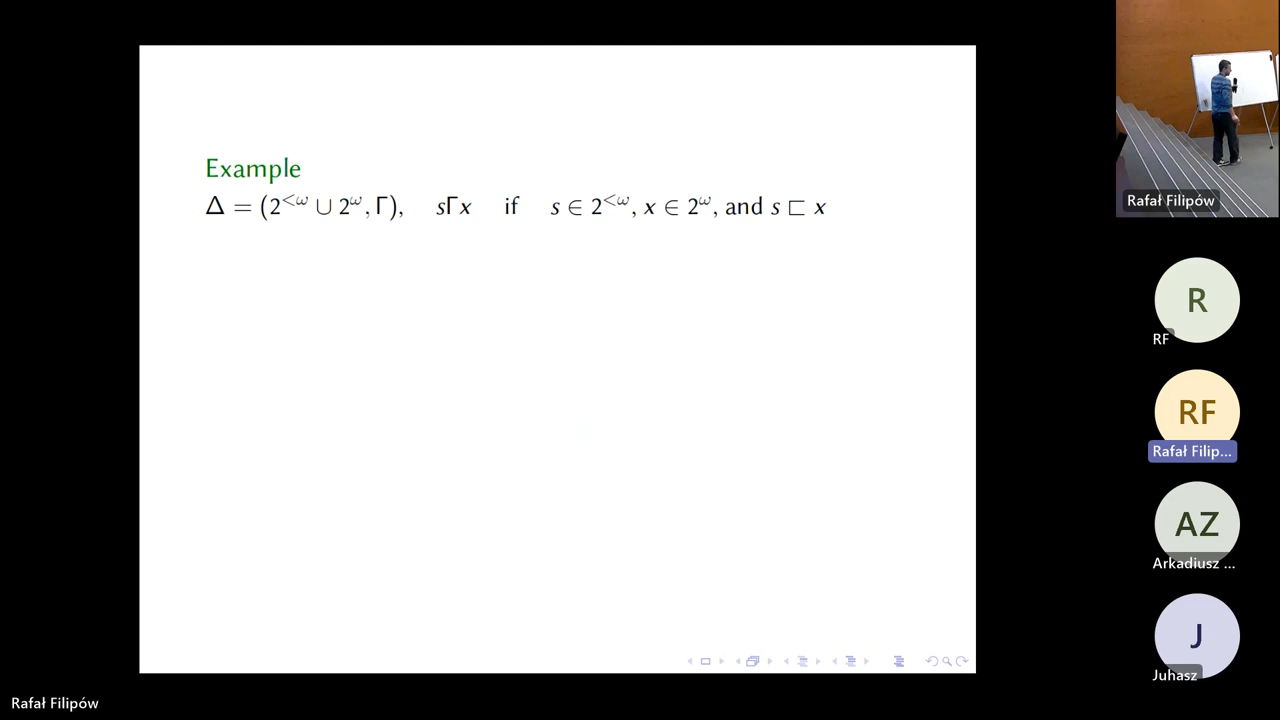 Example
Δ = (2^{<ω} ∪ 2^ω, Γ), sΓx if s ∈ 2^{<ω}, x ∈ 2^ω, and s ⊏ x
Rafał Filipów
R
RF
RF
Rafał Filip...
AZ
Arkadiusz ...
J
Juhasz
Rafał Filipów